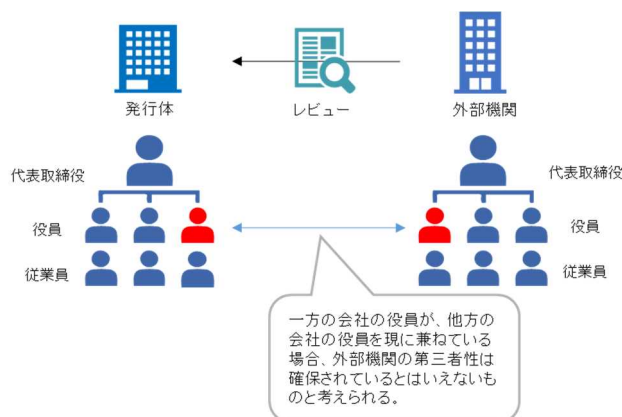 発行体
レビュー
外部機関
代表取締役
代表取締役
役員
役員
従業員
従業員
一方の会社の役員が、他方の
会社の役員を現に兼ねている
場合、外部機関の第三者性は
確保されているとはいえないも
のと考えられる。